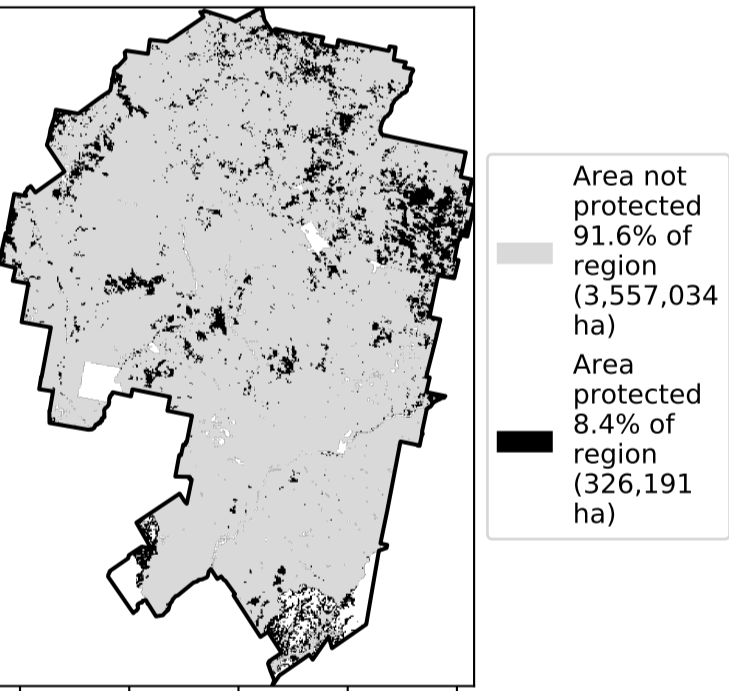 Area not
protected
91.6% of
region
(3,557,034
ha)
Area
protected
8.4% of
region
(326,191
ha)